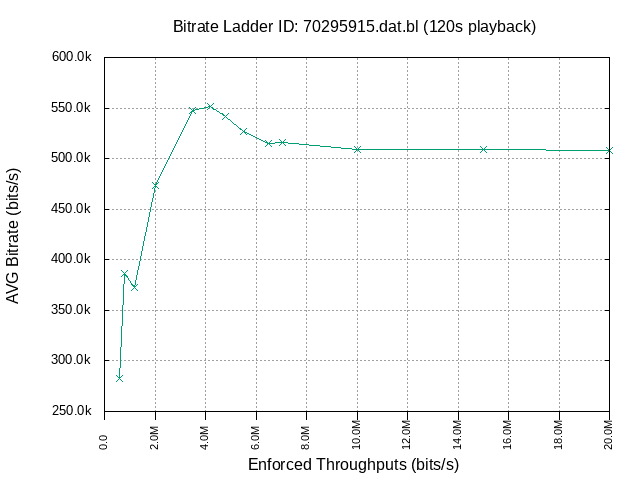 Bitrate Ladder ID: 70295915.dat.bl (120s playback)
600.0k
550.0k
500.0k
450.0k
400.0k
350.0k
300.0k
250.0k
AVG Bitrate (bits/s)
0.0 2.0M 4.0M 6.0M 8.0M 10.0M 12.0M 14.0M 16.0M 18.0M 20.0M
Enforced Throughputs (bits/s)